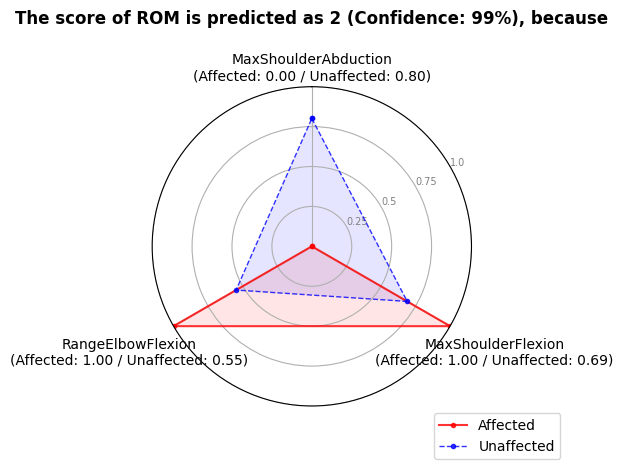 The score of ROM is predicted as 2 (Confidence: 99%), because
MaxShoulderAbduction
(Affected: 0.00 / Unaffected: 0.80)
1.0
0.75
0.5
0.25
RangeElbowFlexion
(Affected: 1.00 / Unaffected: 0.55)
MaxShoulderFlexion
(Affected: 1.00 / Unaffected: 0.69)
Affected
Unaffected